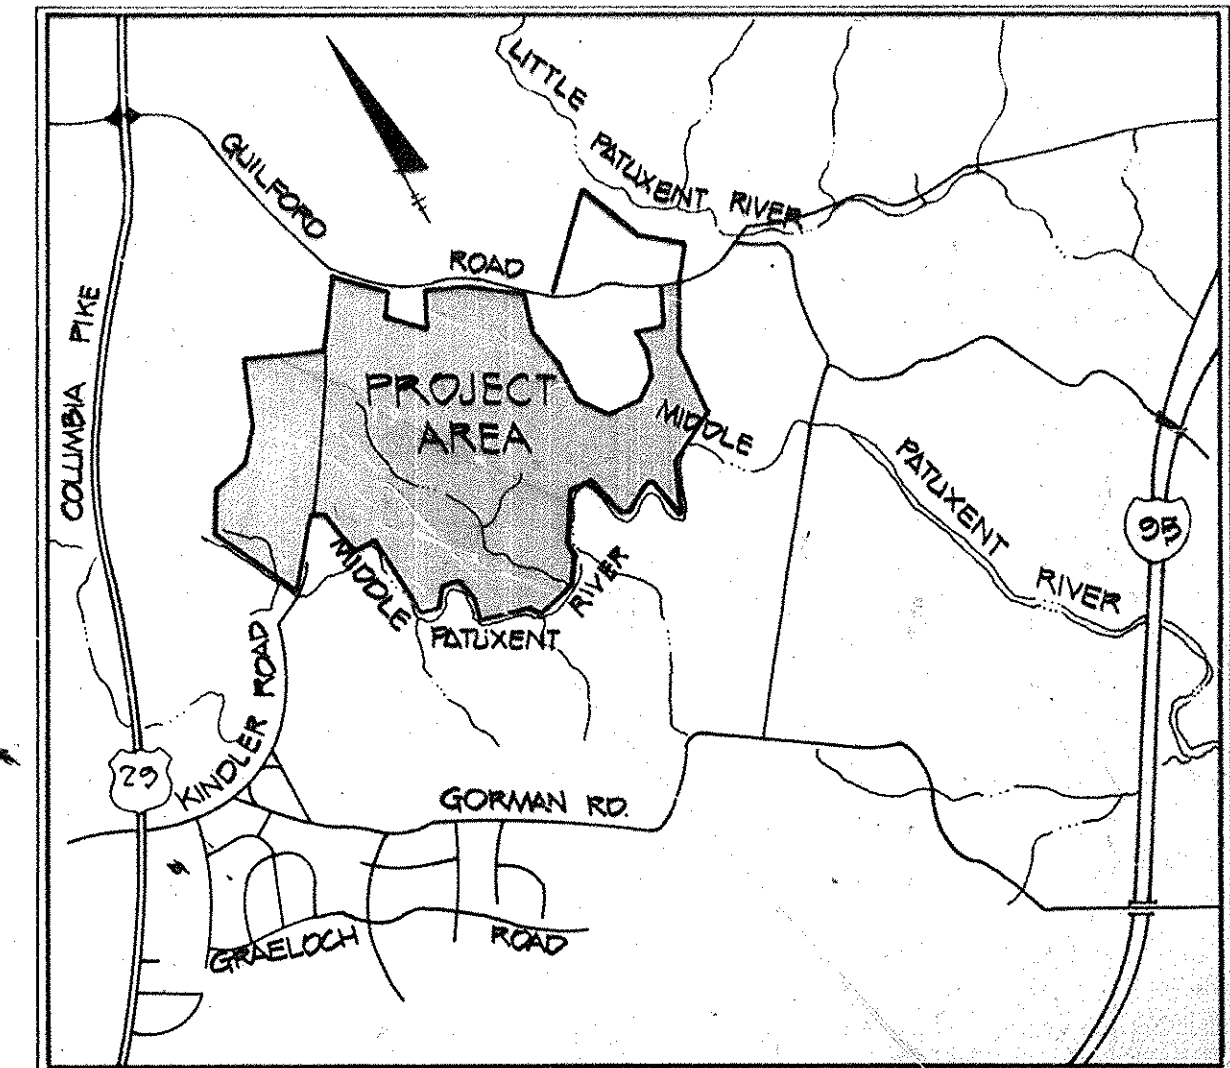 LITTLE
PATUXENT RIVER
GUILFORD
ROAD
COLUMBIA PIKE
PROJECT
AREA
MIDDLE
PATUXENT
RIVER
95
MIDDLE
PATUXENT
RIVER
KINDLER ROAD
29
GORMAN RD.
GRAELOCH ROAD